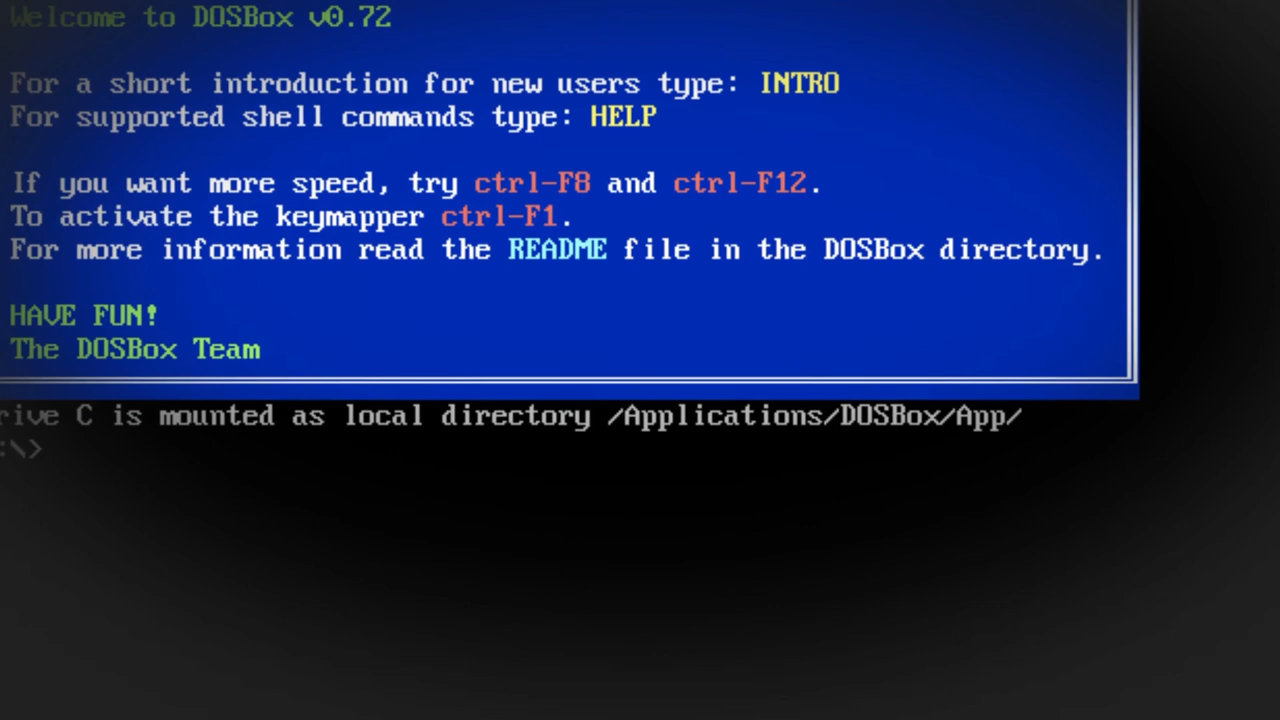 Welcome to DOSBox v0.72
For a short introduction for new users type: INTRO
For supported shell commands type: HELP
If you want more speed, try ctrl-F8 and ctrl-F12.
To activate the keymapper ctrl-F1.
For more information read the README file in the DOSBox directory.
HAVE FUN!
The DOSBox Team
rive C is mounted as local directory /Applications/DOSBox/App/
:\>